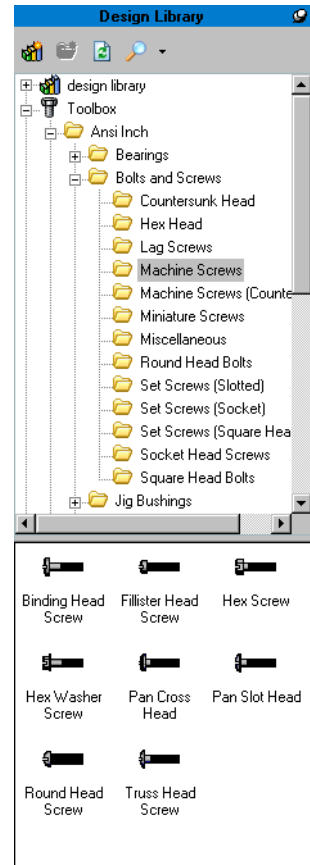 Design Library
design library
Toolbox
Ansi Inch
Bearings
Bolts and Screws
Countersunk Head
Hex Head
Lag Screws
Machine Screws
Machine Screws (Counte
Miniature Screws
Miscellaneous
Round Head Bolts
Set Screws (Slotted)
Set Screws (Socket)
Set Screws (Square Hea
Socket Head Screws
Square Head Bolts
Jig Bushings
Binding Head Fillister Head Hex Screw
Screw Screw
Hex Washer Pan Cross Pan Slot Head
Screw Head
Round Head Truss Head
Screw Screw